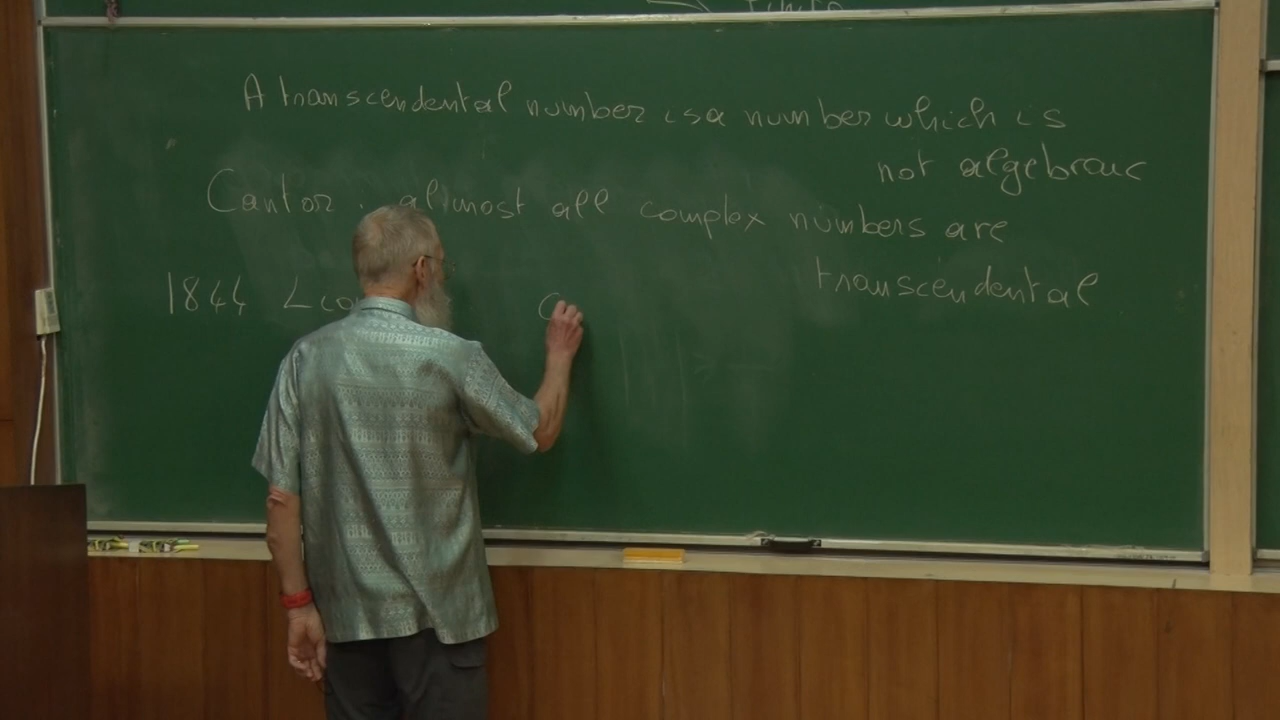 A transcendental number is a number which is
not algebraic
Cantor : almost all complex numbers are
transcendental
1844